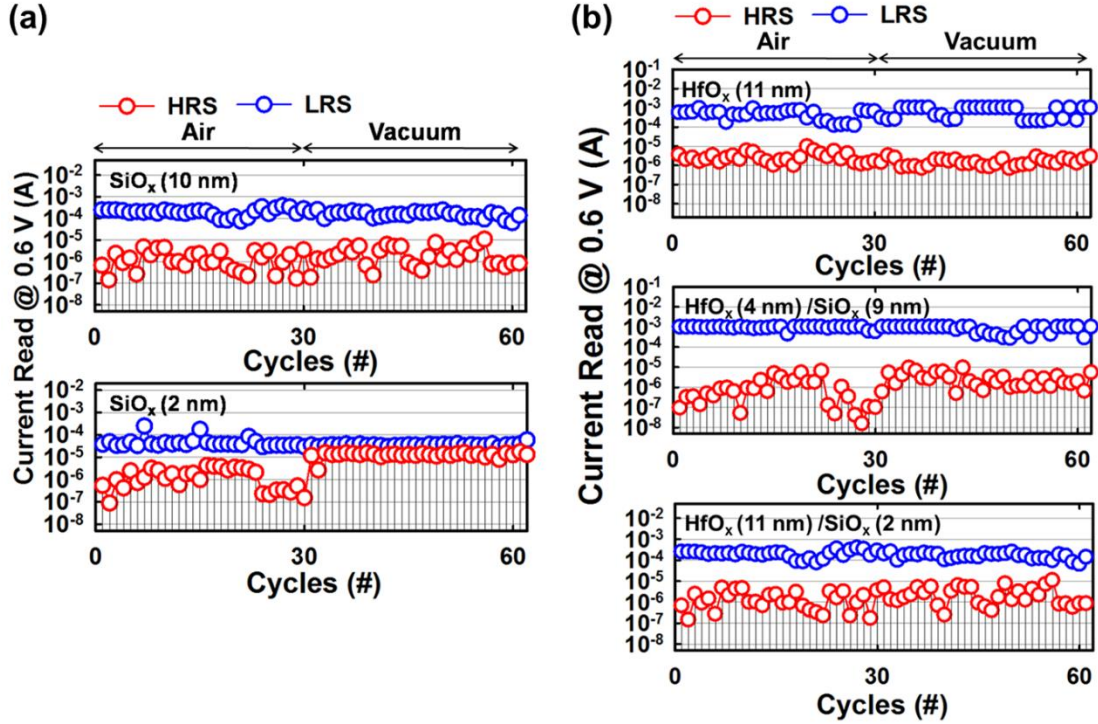 (a)
HRS LRS
Air Vacuum
Current Read @ 0.6 V (A)
SiOₓ (10 nm)
10⁻²
10⁻³
10⁻⁴
10⁻⁵
10⁻⁶
10⁻⁷
10⁻⁸
0 30 60
Cycles (#)
SiOₓ (2 nm)
10⁻²
10⁻³
10⁻⁴
10⁻⁵
10⁻⁶
10⁻⁷
10⁻⁸
0 30 60
Cycles (#)
(b)
HRS LRS
Air Vacuum
Current Read @ 0.6 V (A)
HfOₓ (11 nm)
10⁻¹
10⁻²
10⁻³
10⁻⁴
10⁻⁵
10⁻⁶
10⁻⁷
10⁻⁸
0 30 60
Cycles (#)
HfOₓ (4 nm) /SiOₓ (9 nm)
10⁻¹
10⁻²
10⁻³
10⁻⁴
10⁻⁵
10⁻⁶
10⁻⁷
10⁻⁸
0 30 60
Cycles (#)
HfOₓ (11 nm) /SiOₓ (2 nm)
10⁻²
10⁻³
10⁻⁴
10⁻⁵
10⁻⁶
10⁻⁷
10⁻⁸
0 30 60
Cycles (#)